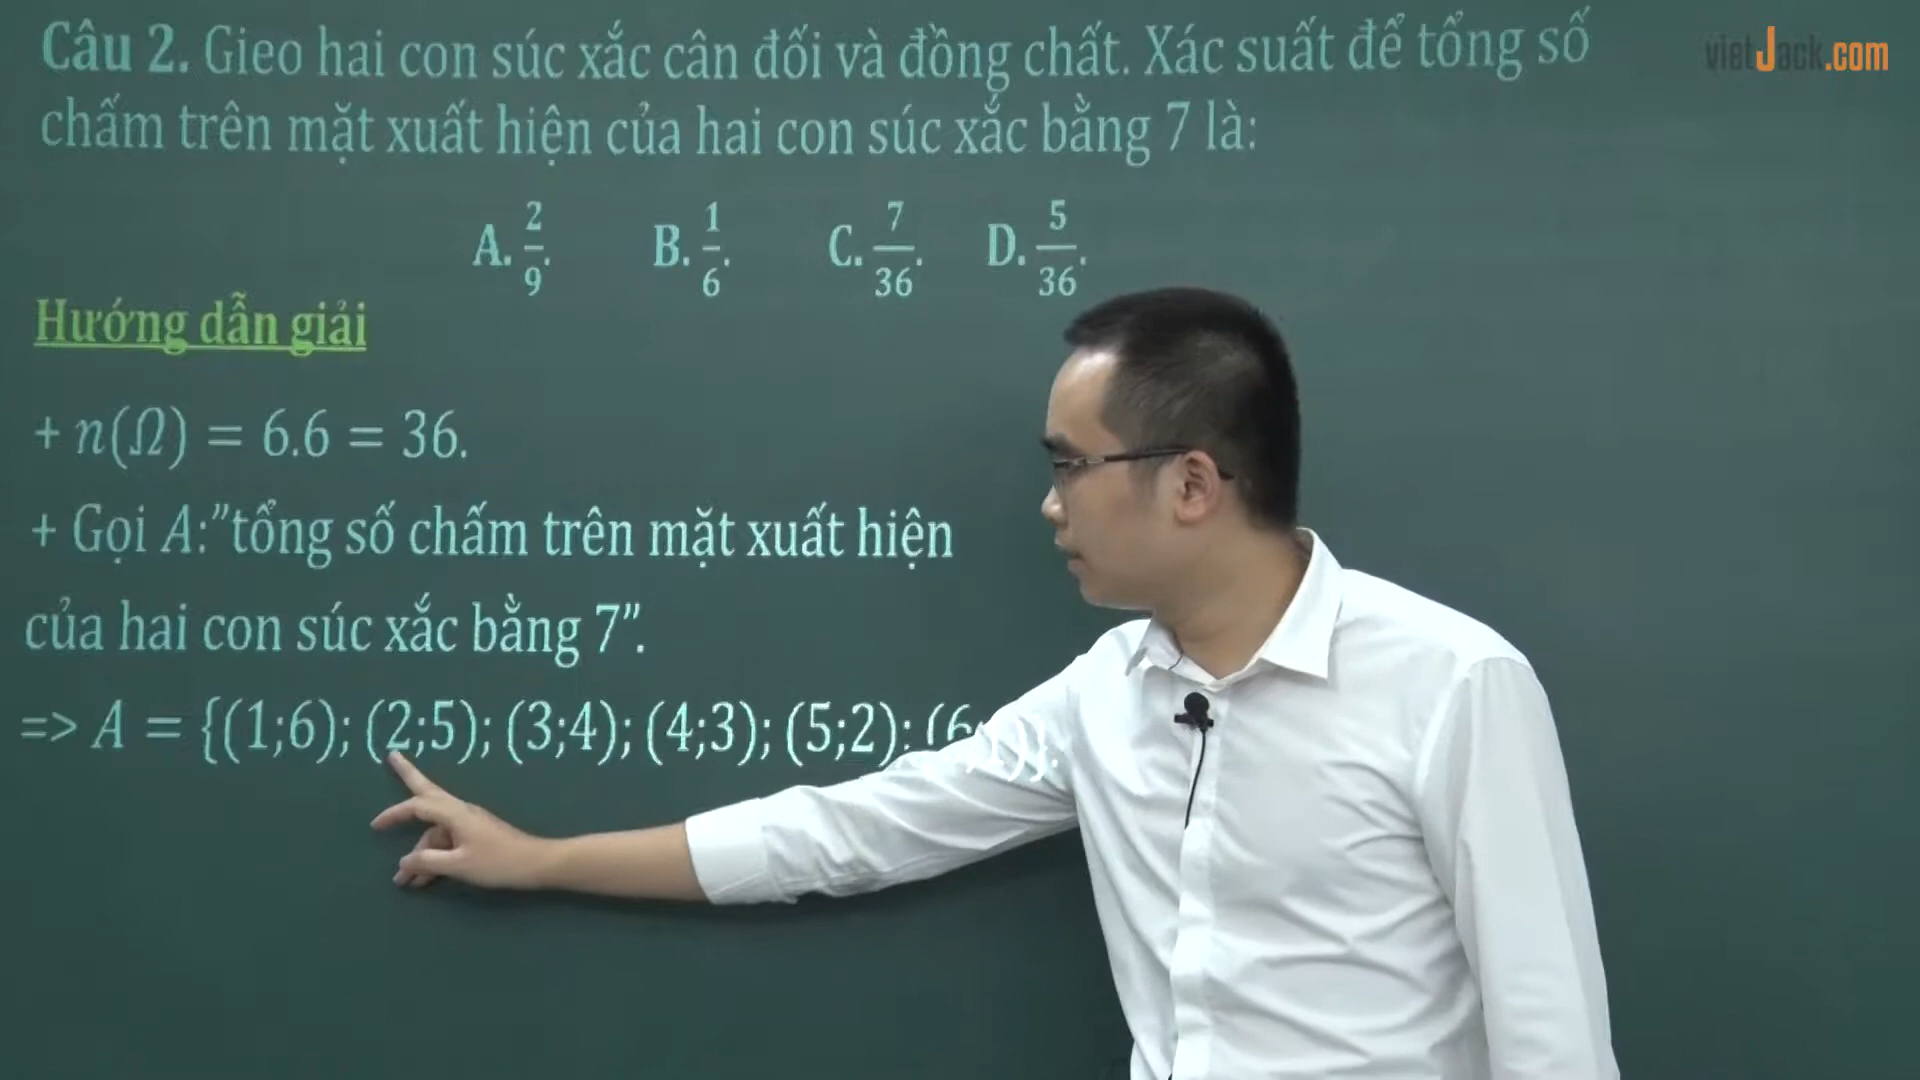 Câu 2. Gieo hai con súc xắc cân đối và đồng chất. Xác suất để tổng số
vietJack.com
chấm trên mặt xuất hiện của hai con súc xắc bằng 7 là:
A. 2/9. B. 1/6. C. 7/36. D. 5/36.
Hướng dẫn giải
+ n(Ω) = 6.6 = 36.
+ Gọi A:”tổng số chấm trên mặt xuất hiện
của hai con súc xắc bằng 7”.
=> A = {(1;6); (2;5); (3;4); (4;3); (5;2); (6;1)}.